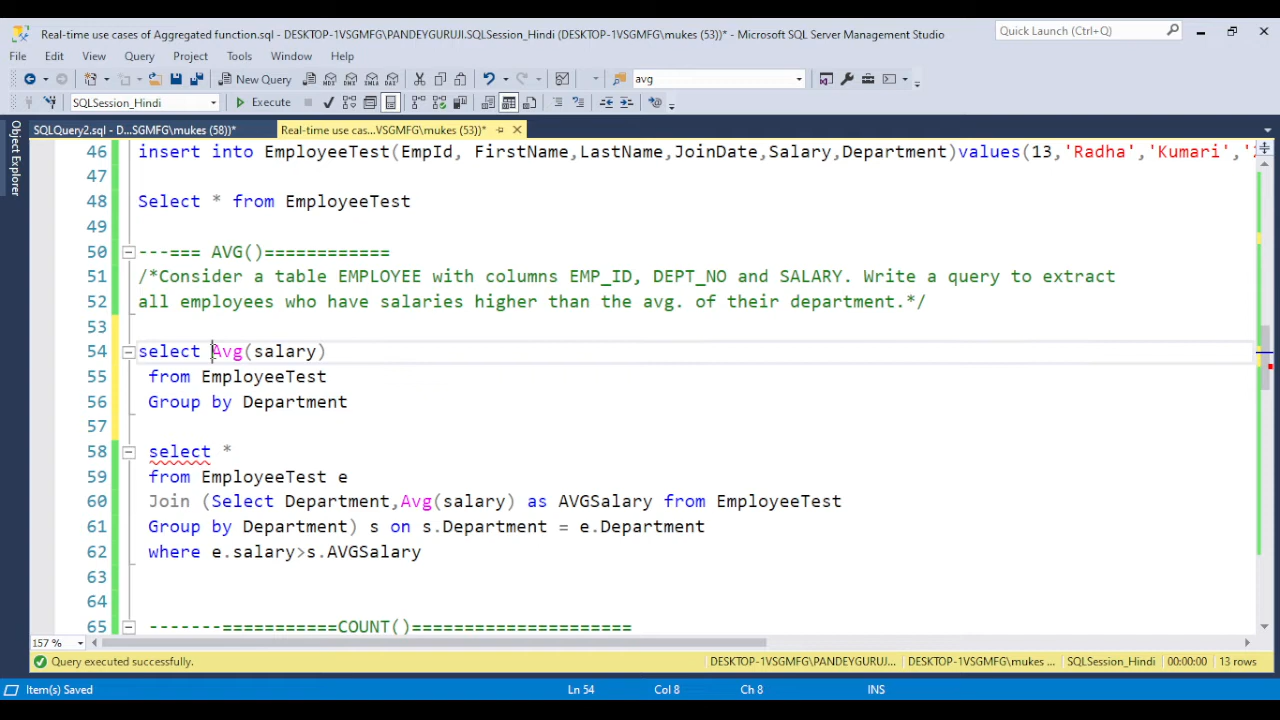 Real-time use cases of Aggregated function.sql - DESKTOP-1VSGMFG\PANDEYGURUJI.SQLSession_Hindi (DESKTOP-1VSGMFG\mukes (53))* - Microsoft SQL Server Management Studio
Quick Launch (Ctrl+Q)
File Edit View Query Project Tools Window Help
New Query
avg
SQLSession_Hindi
Execute
SQLQuery2.sql - D...SGMFG\mukes (58))*
Real-time use cas...VSGMFG\mukes (53))*
Object Explorer
46 insert into EmployeeTest(EmpId, FirstName,LastName,JoinDate,Salary,Department)values(13,'Radha','Kumari','2
47
48 Select * from EmployeeTest
49
50 ---=== AVG()============
51 /*Consider a table EMPLOYEE with columns EMP_ID, DEPT_NO and SALARY. Write a query to extract
52 all employees who have salaries higher than the avg. of their department.*/
53
54 select Avg(salary)
55 from EmployeeTest
56 Group by Department
57
58 select *
59 from EmployeeTest e
60 Join (Select Department,Avg(salary) as AVGSalary from EmployeeTest
61 Group by Department) s on s.Department = e.Department
62 where e.salary>s.AVGSalary
63
64
65 -------===========COUNT()=====================
157 %
Query executed successfully.
DESKTOP-1VSGMFG\PANDEYGURUJ... DESKTOP-1VSGMFG\mukes ... SQLSession_Hindi 00:00:00 13 rows
Item(s) Saved
Ln 54 Col 8 Ch 8 INS